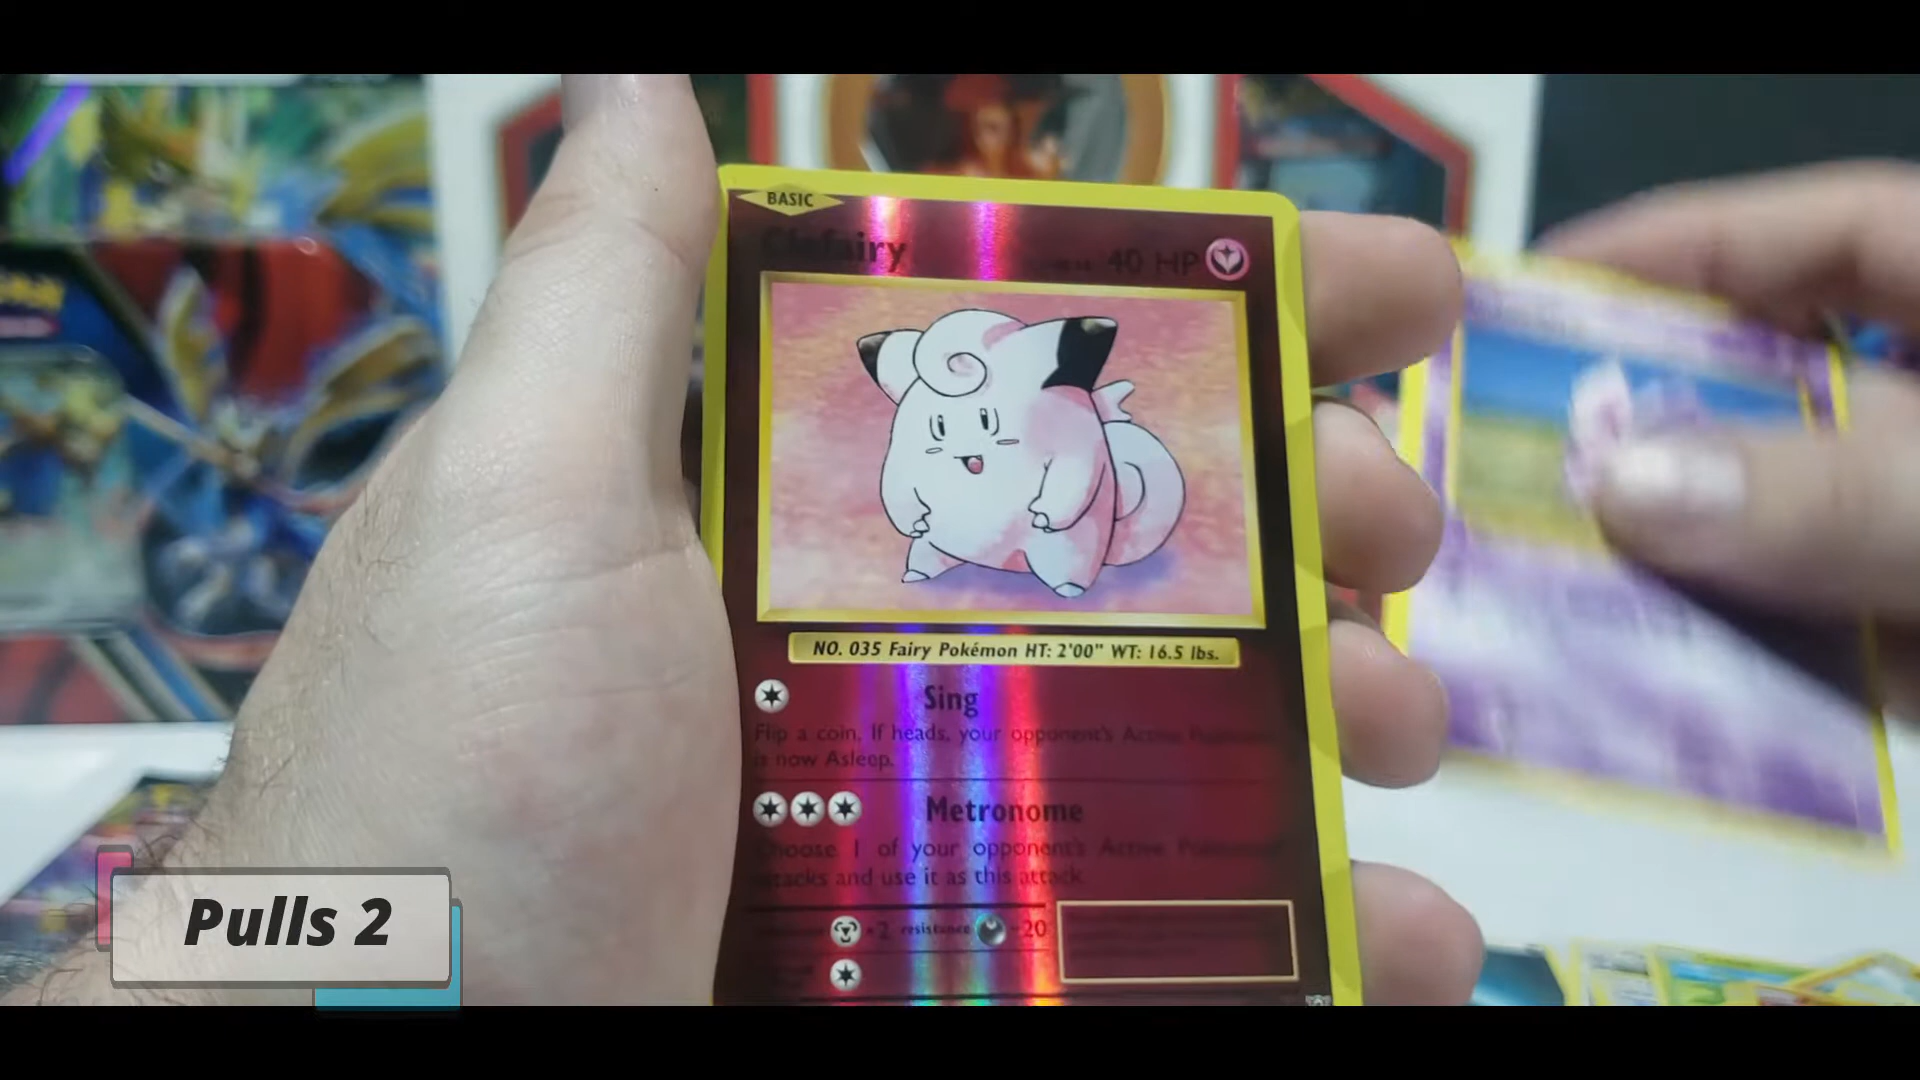 BASIC
Clefairy 40 HP
NO. 035 Fairy Pokémon HT: 2'00" WT: 16.5 lbs.
Sing
Flip a coin. If heads, your opponent's Active
is now Asleep.
Metronome
Choose 1 of your opponent's Active Pokémon's
attacks and use it as this attack.
×2 resistance -20
Pulls 2